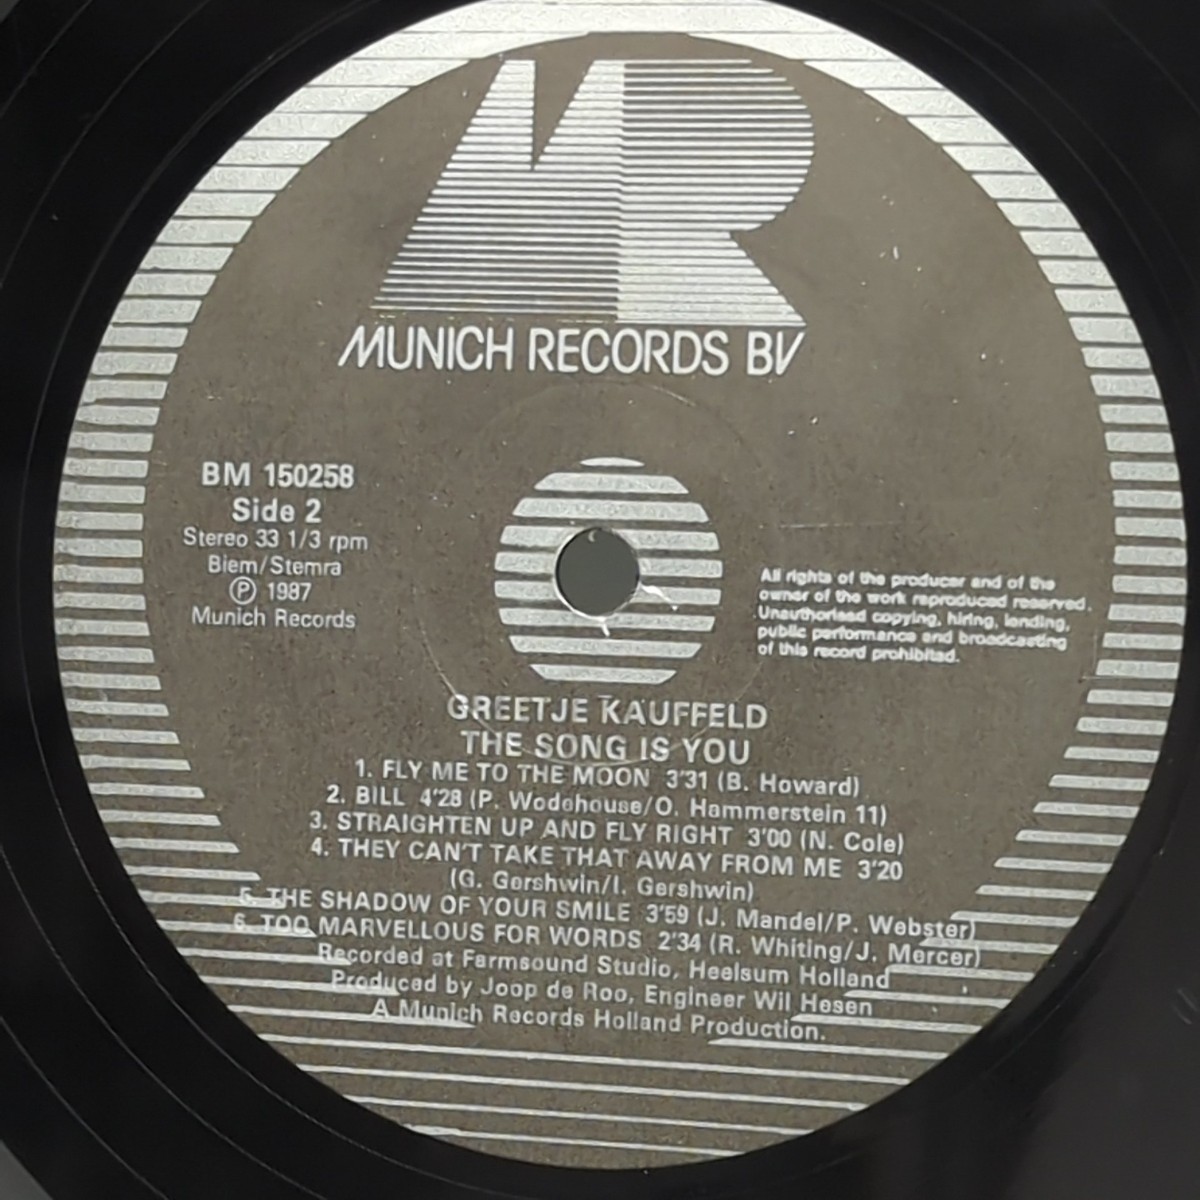 MR
MUNICH RECORDS BV
BM 150258
Side 2
Stereo 33 1/3 rpm
Biem/Stemra
Ⓟ 1987
Munich Records
All rights of the producer and of the
owner of the work reproduced reserved.
Unauthorised copying, hiring, lending,
public performance and broadcasting
of this record prohibited.
GREETJE KAUFFELD
THE SONG IS YOU
1. FLY ME TO THE MOON 3'31 (B. Howard)
2. BILL 4'28 (P. Wodehouse/O. Hammerstein 11)
3. STRAIGHTEN UP AND FLY RIGHT 3'00 (N. Cole)
4. THEY CAN'T TAKE THAT AWAY FROM ME 3'20
(G. Gershwin/I. Gershwin)
5. THE SHADOW OF YOUR SMILE 3'59 (J. Mandel/P. Webster)
6. TOO MARVELLOUS FOR WORDS 2'34 (R. Whiting/J. Mercer)
Recorded at Farmsound Studio, Heelsum Holland
Produced by Joop de Roo, Engineer Wil Hesen
A Munich Records Holland Production.